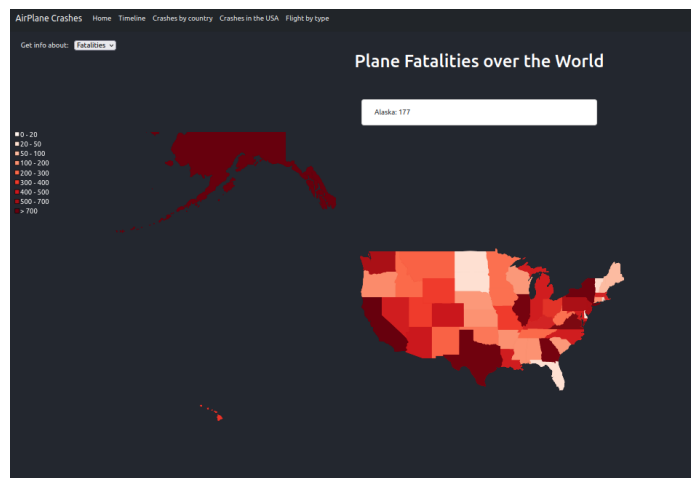 AirPlane Crashes Home Timeline Crashes by country Crashes in the USA Flight by type
Get info about: Fatalities
Plane Fatalities over the World
Alaska: 177
0 - 20
20 - 50
50 - 100
100 - 200
200 - 300
300 - 400
400 - 500
500 - 700
> 700